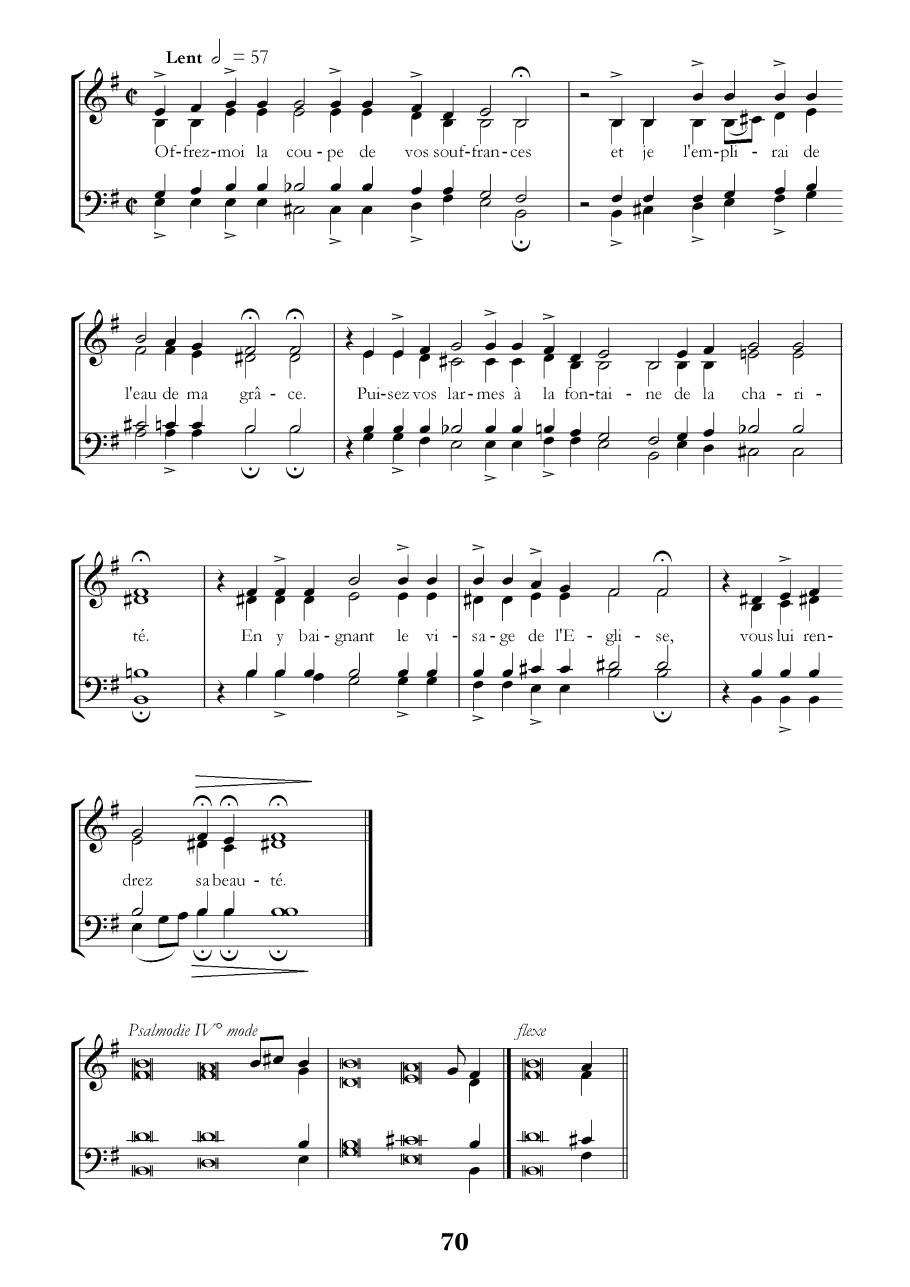 Lent 𝅗𝅥 = 57
Of-frez-moi la cou-pe de vos souf-fran-ces et je l'em-pli-rai de
l'eau de ma grâ-ce. Pui-sez vos lar-mes à la fon-tai-ne de la cha-ri-
té. En y bai-gnant le vi-sa-ge de l'E-gli-se, vous lui ren-
drez sa beau-té.
Psalmodie IV° mode flexe
70